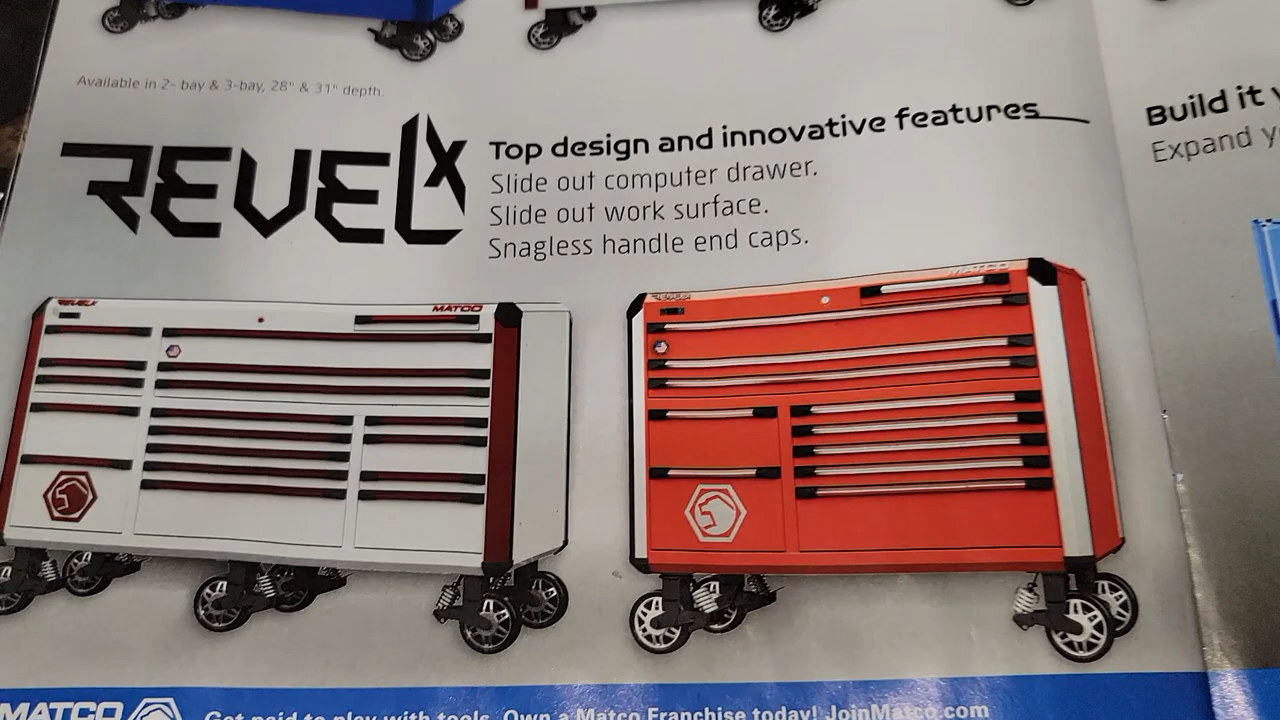 Available in 2- bay & 3-bay, 28" & 31" depth.
REVEL X
Top design and innovative features
Slide out computer drawer.
Slide out work surface.
Snagless handle end caps.
Build it
Expand y
REVEL X
MATCO
MATCO
MATCO
Get paid to play with tools. Own a Matco Franchise today! JoinMatco.com